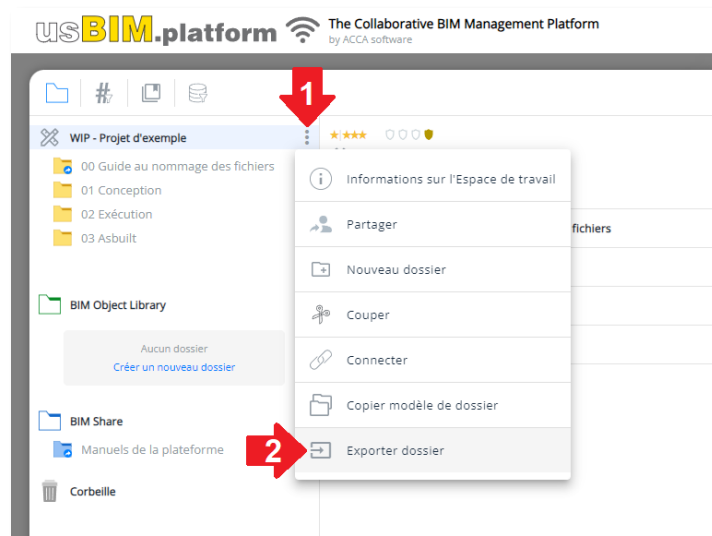 usBIM.platform
The Collaborative BIM Management Platform
by ACCA software
1
WIP - Projet d'exemple
00 Guide au nommage des fichiers
01 Conception
02 Exécution
03 Asbuilt
BIM Object Library
Aucun dossier
Créer un nouveau dossier
BIM Share
Manuels de la plateforme
Corbeille
Informations sur l'Espace de travail
Partager
fichiers
Nouveau dossier
Couper
Connecter
Copier modèle de dossier
2
Exporter dossier